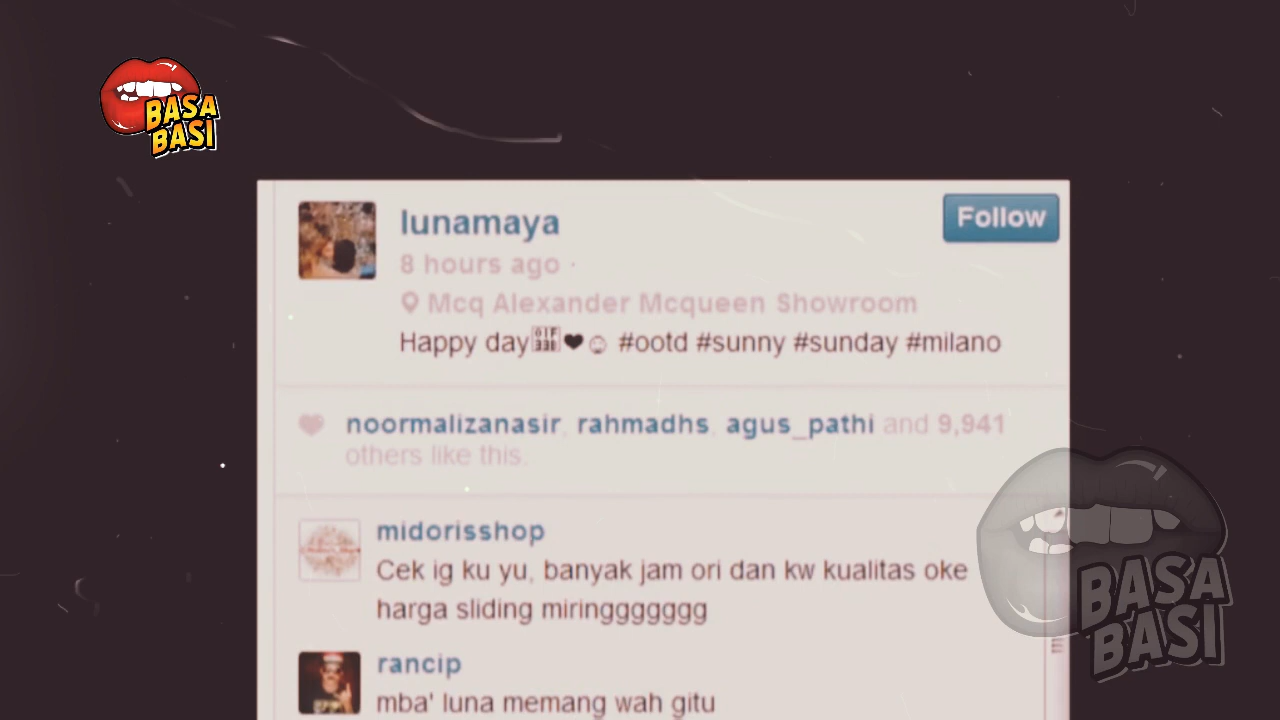 BASA
BASI
lunamaya
Follow
8 hours ago ·
Mcq Alexander Mcqueen Showroom
Happy day ❤☺ #ootd #sunny #sunday #milano
noormalizanasir, rahmadhs, agus_pathi and 9,941
others like this.
midorisshop
Cek ig ku yu, banyak jam ori dan kw kualitas oke
harga sliding miringggggggg
rancip
mba' luna memang wah gitu
BASA
BASI